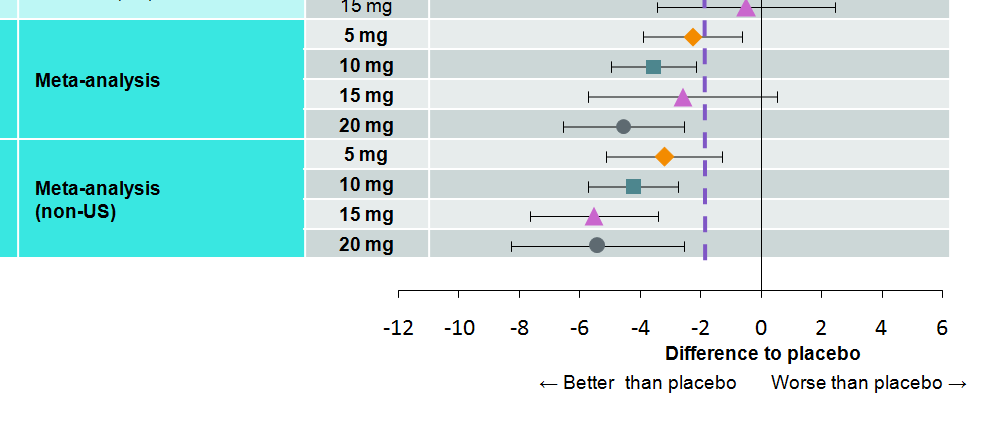 15 mg
5 mg
10 mg
Meta-analysis
15 mg
20 mg
5 mg
10 mg
Meta-analysis
(non-US)
15 mg
20 mg
-12 -10 -8 -6 -4 -2 0 2 4 6
Difference to placebo
← Better than placebo Worse than placebo →